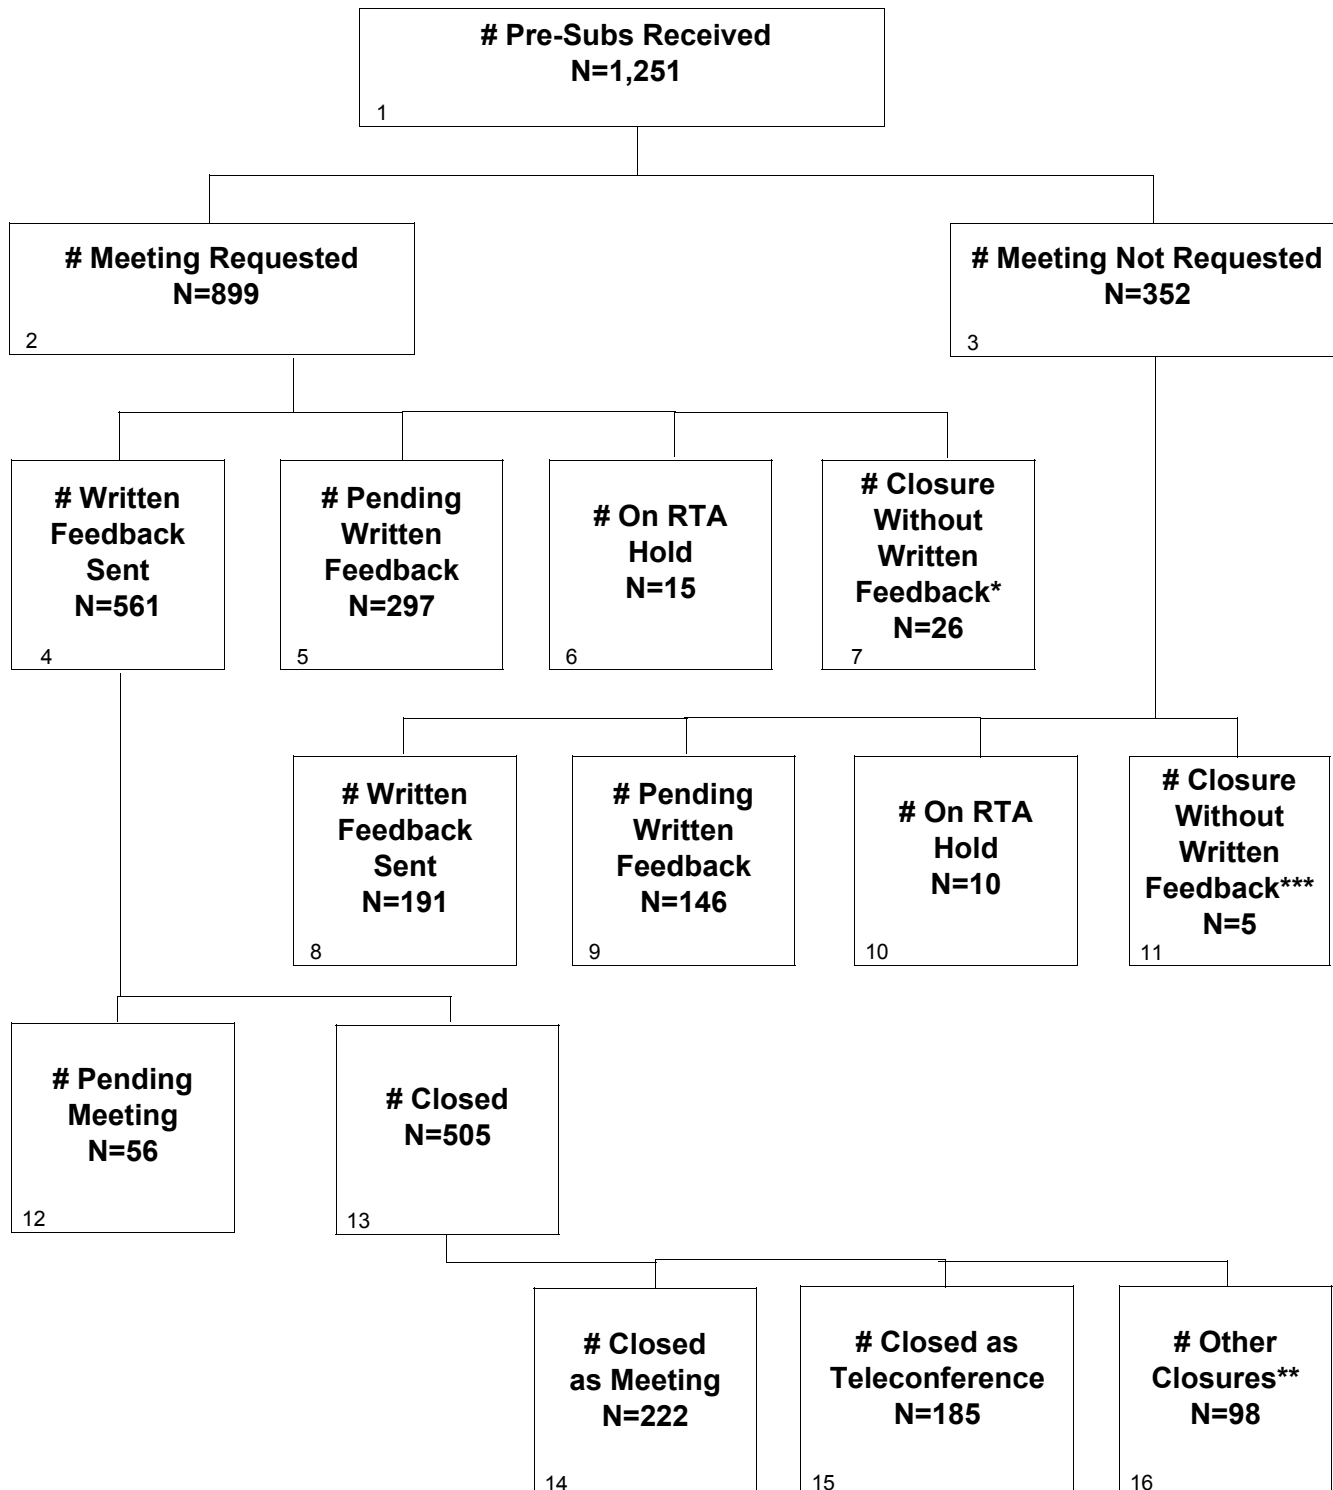 # Pre-Subs Received
N=1,251
1
# Meeting Requested
N=899
2
# Meeting Not Requested
N=352
3
# Written
Feedback
Sent
N=561
4
# Pending
Written
Feedback
N=297
5
# On RTA
Hold
N=15
6
# Closure
Without
Written
Feedback*
N=26
7
# Written
Feedback
Sent
N=191
8
# Pending
Written
Feedback
N=146
9
# On RTA
Hold
N=10
10
# Closure
Without
Written
Feedback***
N=5
11
# Pending
Meeting
N=56
12
# Closed
N=505
13
# Closed
as Meeting
N=222
14
# Closed as
Teleconference
N=185
15
# Other
Closures**
N=98
16